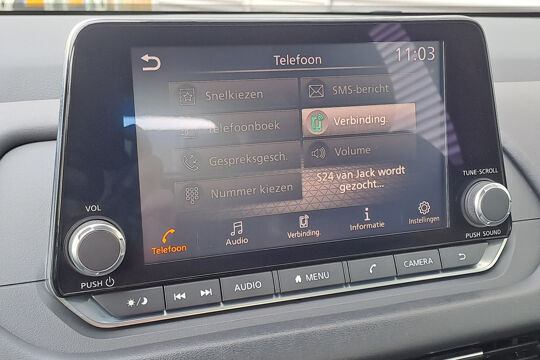 Telefoon
11:03
Snelkiezen
SMS-bericht
Telefoonboek
Verbinding.
Gespreksgesch.
Volume
Nummer kiezen
S24 van Jack wordt
gezocht...
Telefoon
Audio
Verbinding.
Informatie
Instellingen
VOL
PUSH
TUNE·SCROLL
PUSH SOUND
AUDIO
MENU
CAMERA